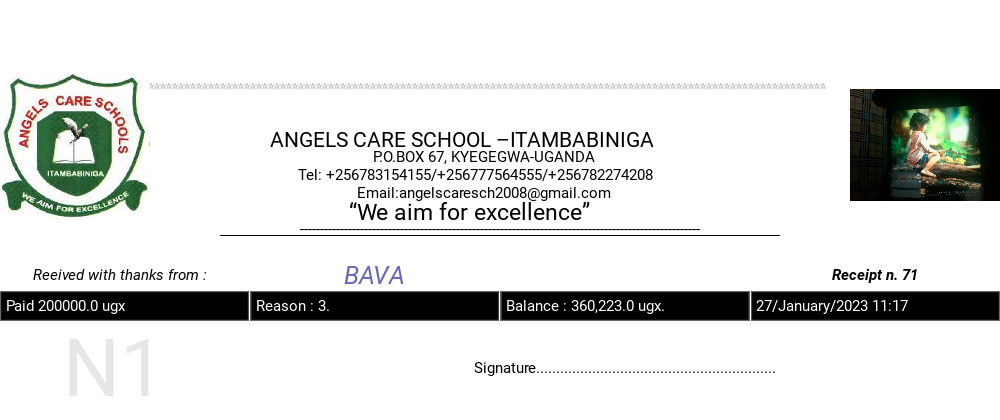 ANGELS CARE SCHOOLS
ITAMBABINIGA
WE AIM FOR EXCELLENCE
ANGELS CARE SCHOOL –ITAMBABINIGA
P.O.BOX 67, KYEGEGWA-UGANDA
Tel: +256783154155/+256777564555/+256782274208
Email:angelscaresch2008@gmail.com
“We aim for excellence”
Reeived with thanks from : BAVA Receipt n. 71
Paid 200000.0 ugx Reason : 3. Balance : 360,223.0 ugx. 27/January/2023 11:17
N1
Signature............................................................